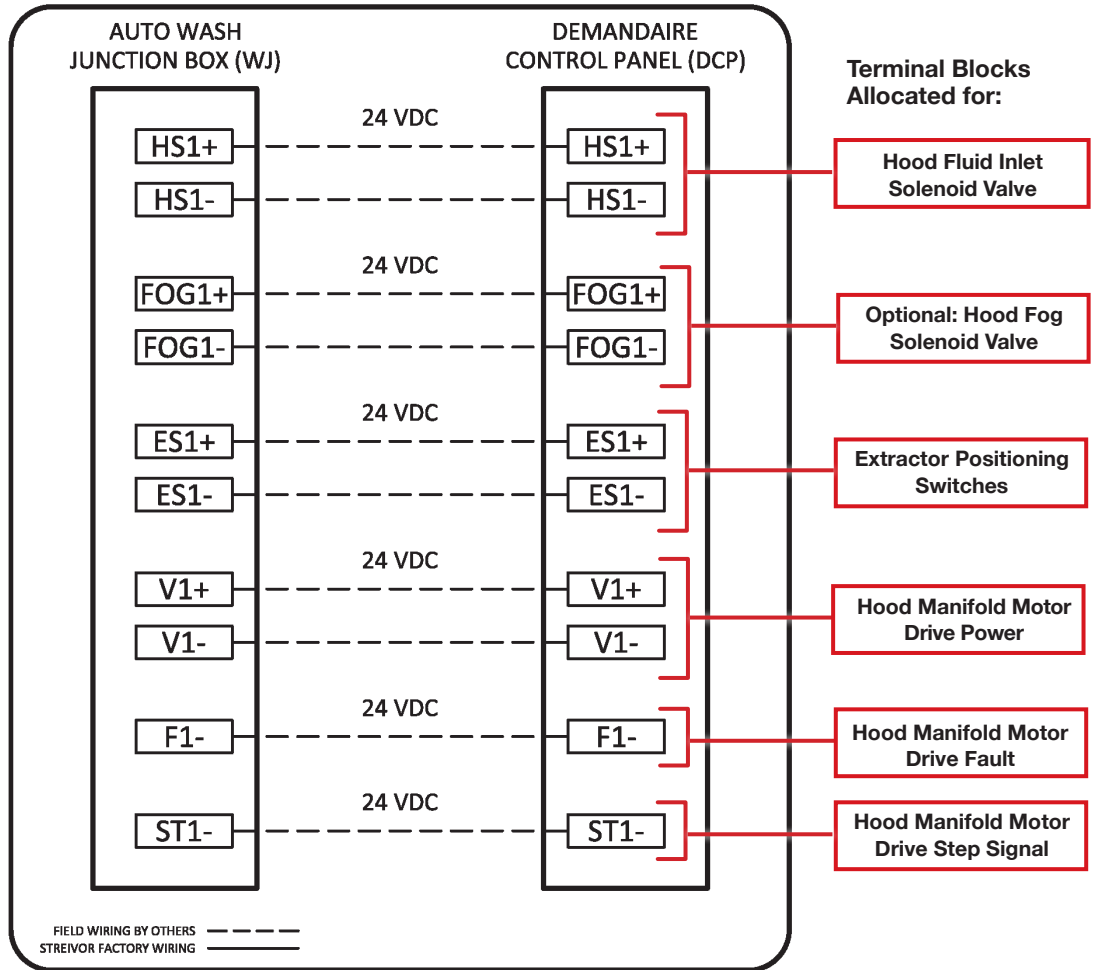 AUTO WASH
JUNCTION BOX (WJ)
DEMANDAIRE
CONTROL PANEL (DCP)
Terminal Blocks
Allocated for:
24 VDC
HS1+
HS1+
HS1-
HS1-
Hood Fluid Inlet
Solenoid Valve
24 VDC
FOG1+
FOG1+
FOG1-
FOG1-
Optional: Hood Fog
Solenoid Valve
24 VDC
ES1+
ES1+
ES1-
ES1-
Extractor Positioning
Switches
24 VDC
V1+
V1+
V1-
V1-
Hood Manifold Motor
Drive Power
24 VDC
F1-
F1-
Hood Manifold Motor
Drive Fault
24 VDC
ST1-
ST1-
Hood Manifold Motor
Drive Step Signal
FIELD WIRING BY OTHERS
STREIVOR FACTORY WIRING